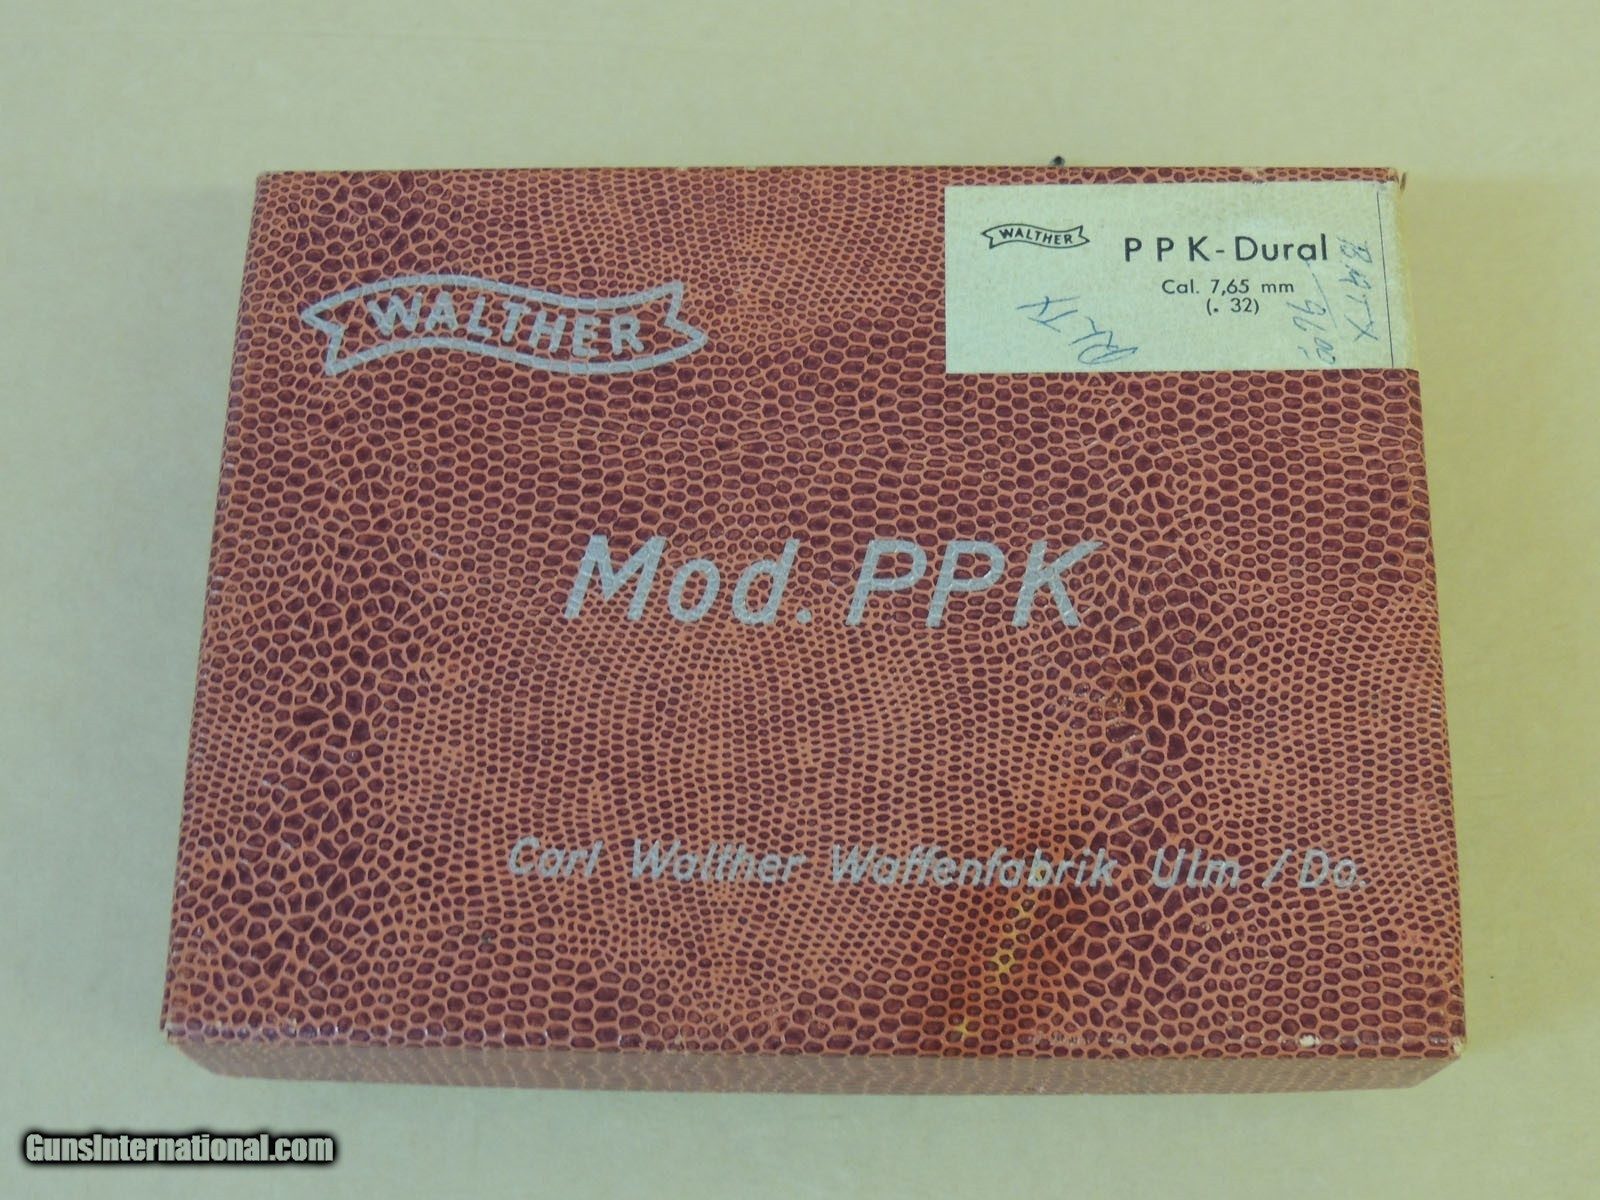 WALTHER
WALTHER
PPK-Dural
Cal. 7,65 mm
(. 32)
Mod. PPK
Carl Walther Waffenfabrik Ulm / Do.
GunsInternational.com